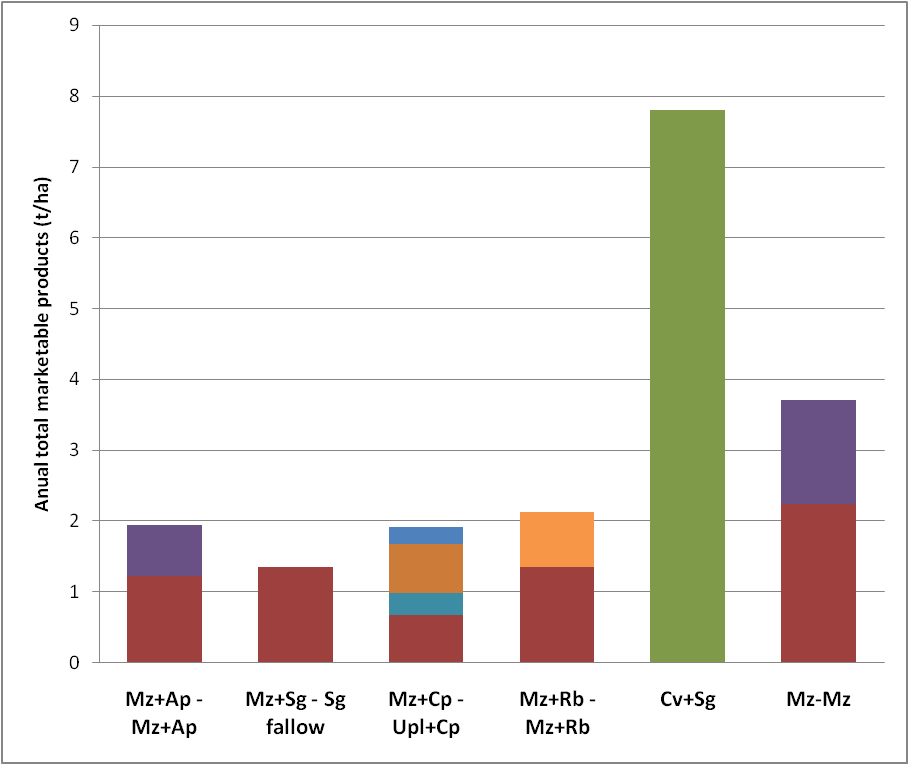 Anual total marketable products (t/ha)
9
8
7
6
5
4
3
2
1
0
Mz+Ap -
Mz+Ap
Mz+Sg - Sg
fallow
Mz+Cp -
Upl+Cp
Mz+Rb -
Mz+Rb
Cv+Sg
Mz-Mz